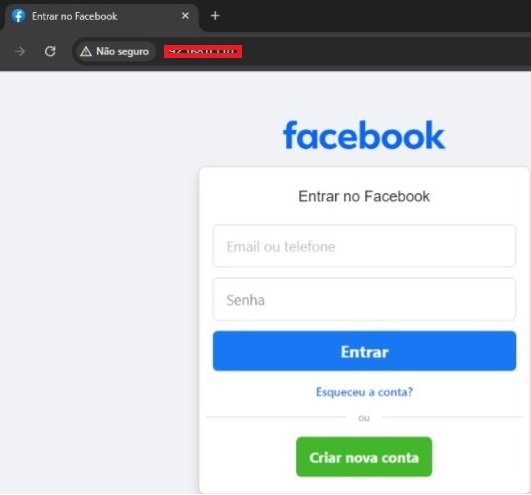 Entrar no Facebook
Não seguro
facebook
Entrar no Facebook
Email ou telefone
Senha
Entrar
Esqueceu a conta?
ou
Criar nova conta